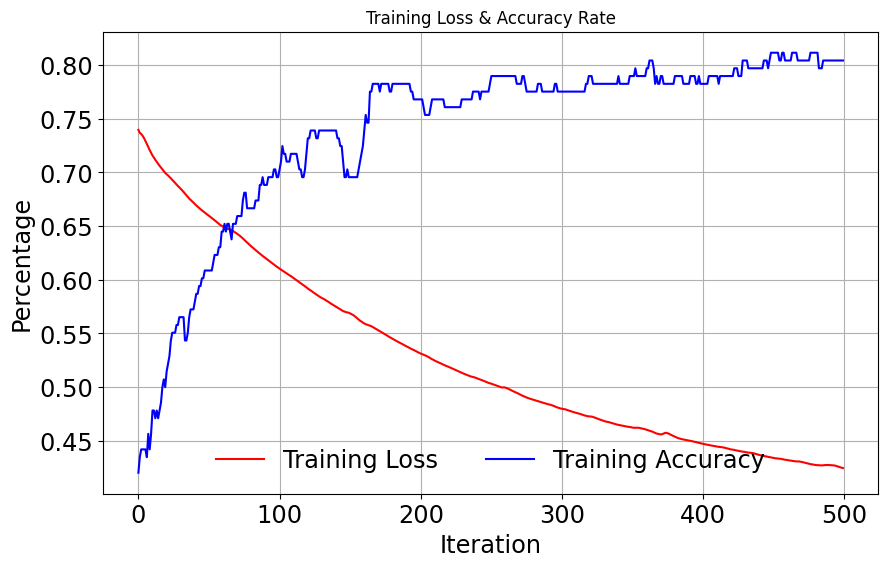 Training Loss & Accuracy Rate
Percentage
0.80
0.75
0.70
0.65
0.60
0.55
0.50
0.45
Training Loss
Training Accuracy
0 100 200 300 400 500
Iteration